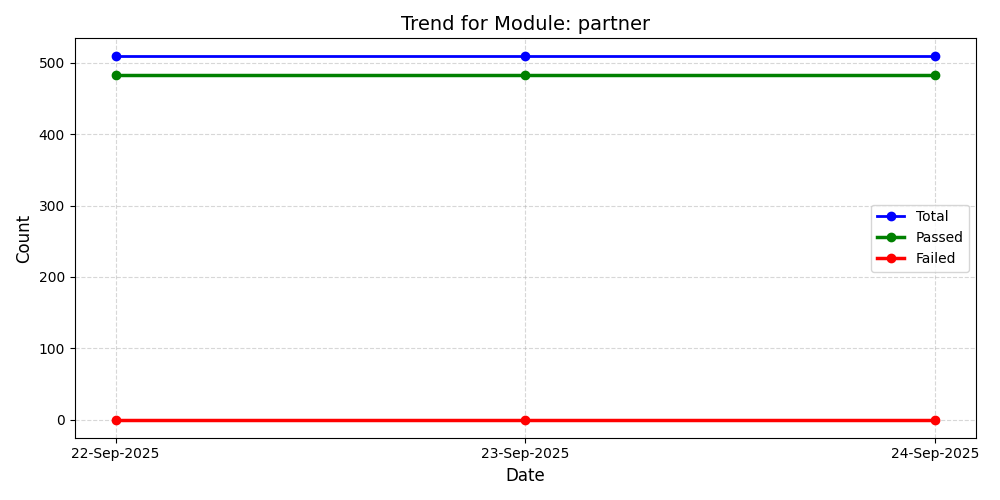 Trend for Module: partner
500
400
300
200
100
0
Count
Total
Passed
Failed
22-Sep-2025
23-Sep-2025
24-Sep-2025
Date